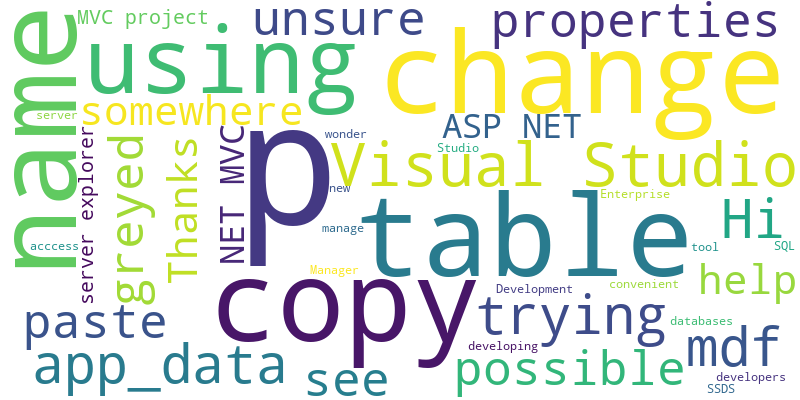 MVC project
unsure
properties
name
using
change
server
somewhere
ASP NET
server explorer
greyed
Thanks
NET MVC
p
wonder
Studio
Visual Studio
new
Enterprise
table
Hi
manage
acccess
tool
SQL
Manager
copy
help
convenient
Development
trying
paste
databases
mdf
app_data
see
developing
possible
developers
SSDS